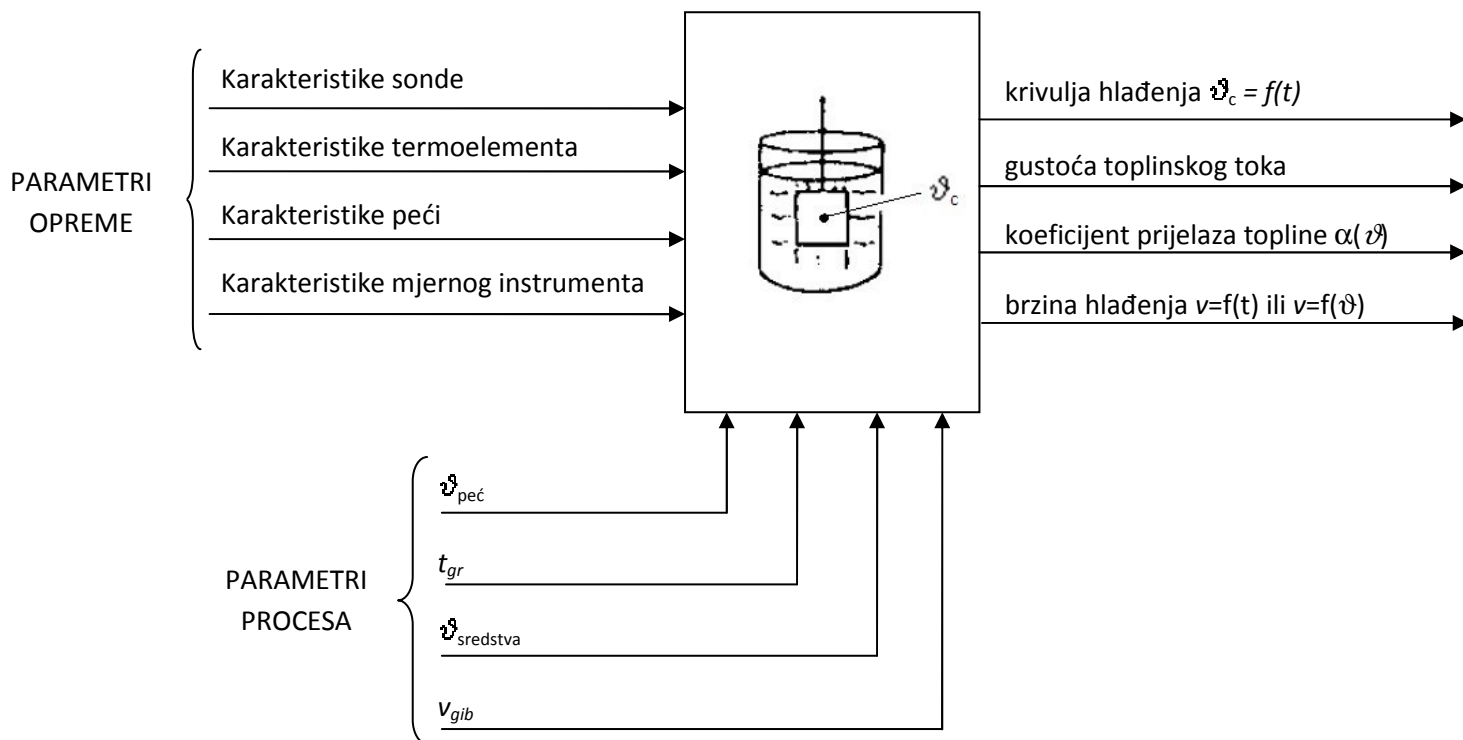 PARAMETRI
OPREME
Karakteristike sonde
Karakteristike termoelementa
Karakteristike peći
Karakteristike mjernog instrumenta
ϑc
krivulja hlađenja ϑc = f(t)
gustoća toplinskog toka
koeficijent prijelaza topline α(ϑ)
brzina hlađenja v=f(t) ili v=f(ϑ)
PARAMETRI
PROCESA
ϑpeć
tgr
ϑsredstva
vgib